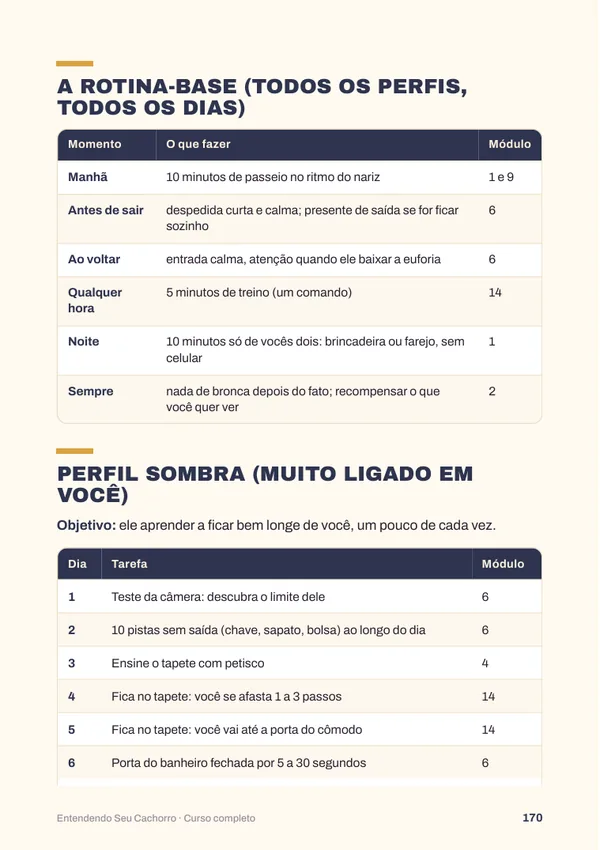 A ROTINA-BASE (TODOS OS PERFIS,
TODOS OS DIAS)
Momento O que fazer Módulo
Manhã 10 minutos de passeio no ritmo do nariz 1 e 9
Antes de sair despedida curta e calma; presente de saída se for ficar 6
sozinho
Ao voltar entrada calma, atenção quando ele baixar a euforia 6
Qualquer 5 minutos de treino (um comando) 14
hora
Noite 10 minutos só de vocês dois: brincadeira ou farejo, sem 1
celular
Sempre nada de bronca depois do fato; recompensar o que 2
você quer ver
PERFIL SOMBRA (MUITO LIGADO EM
VOCÊ)
Objetivo: ele aprender a ficar bem longe de você, um pouco de cada vez.
Dia Tarefa Módulo
1 Teste da câmera: descubra o limite dele 6
2 10 pistas sem saída (chave, sapato, bolsa) ao longo do dia 6
3 Ensine o tapete com petisco 4
4 Fica no tapete: você se afasta 1 a 3 passos 14
5 Fica no tapete: você vai até a porta do cômodo 14
6 Porta do banheiro fechada por 5 a 30 segundos 6
Entendendo Seu Cachorro · Curso completo 170